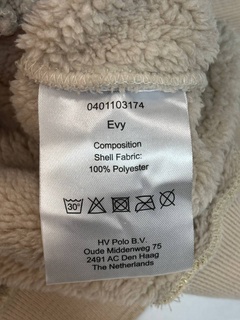 0401103174
Evy
Composition
Shell Fabric:
100% Polyester
30°
HV Polo B.V.
Oude Middenweg 75
2491 AC Den Haag
The Netherlands